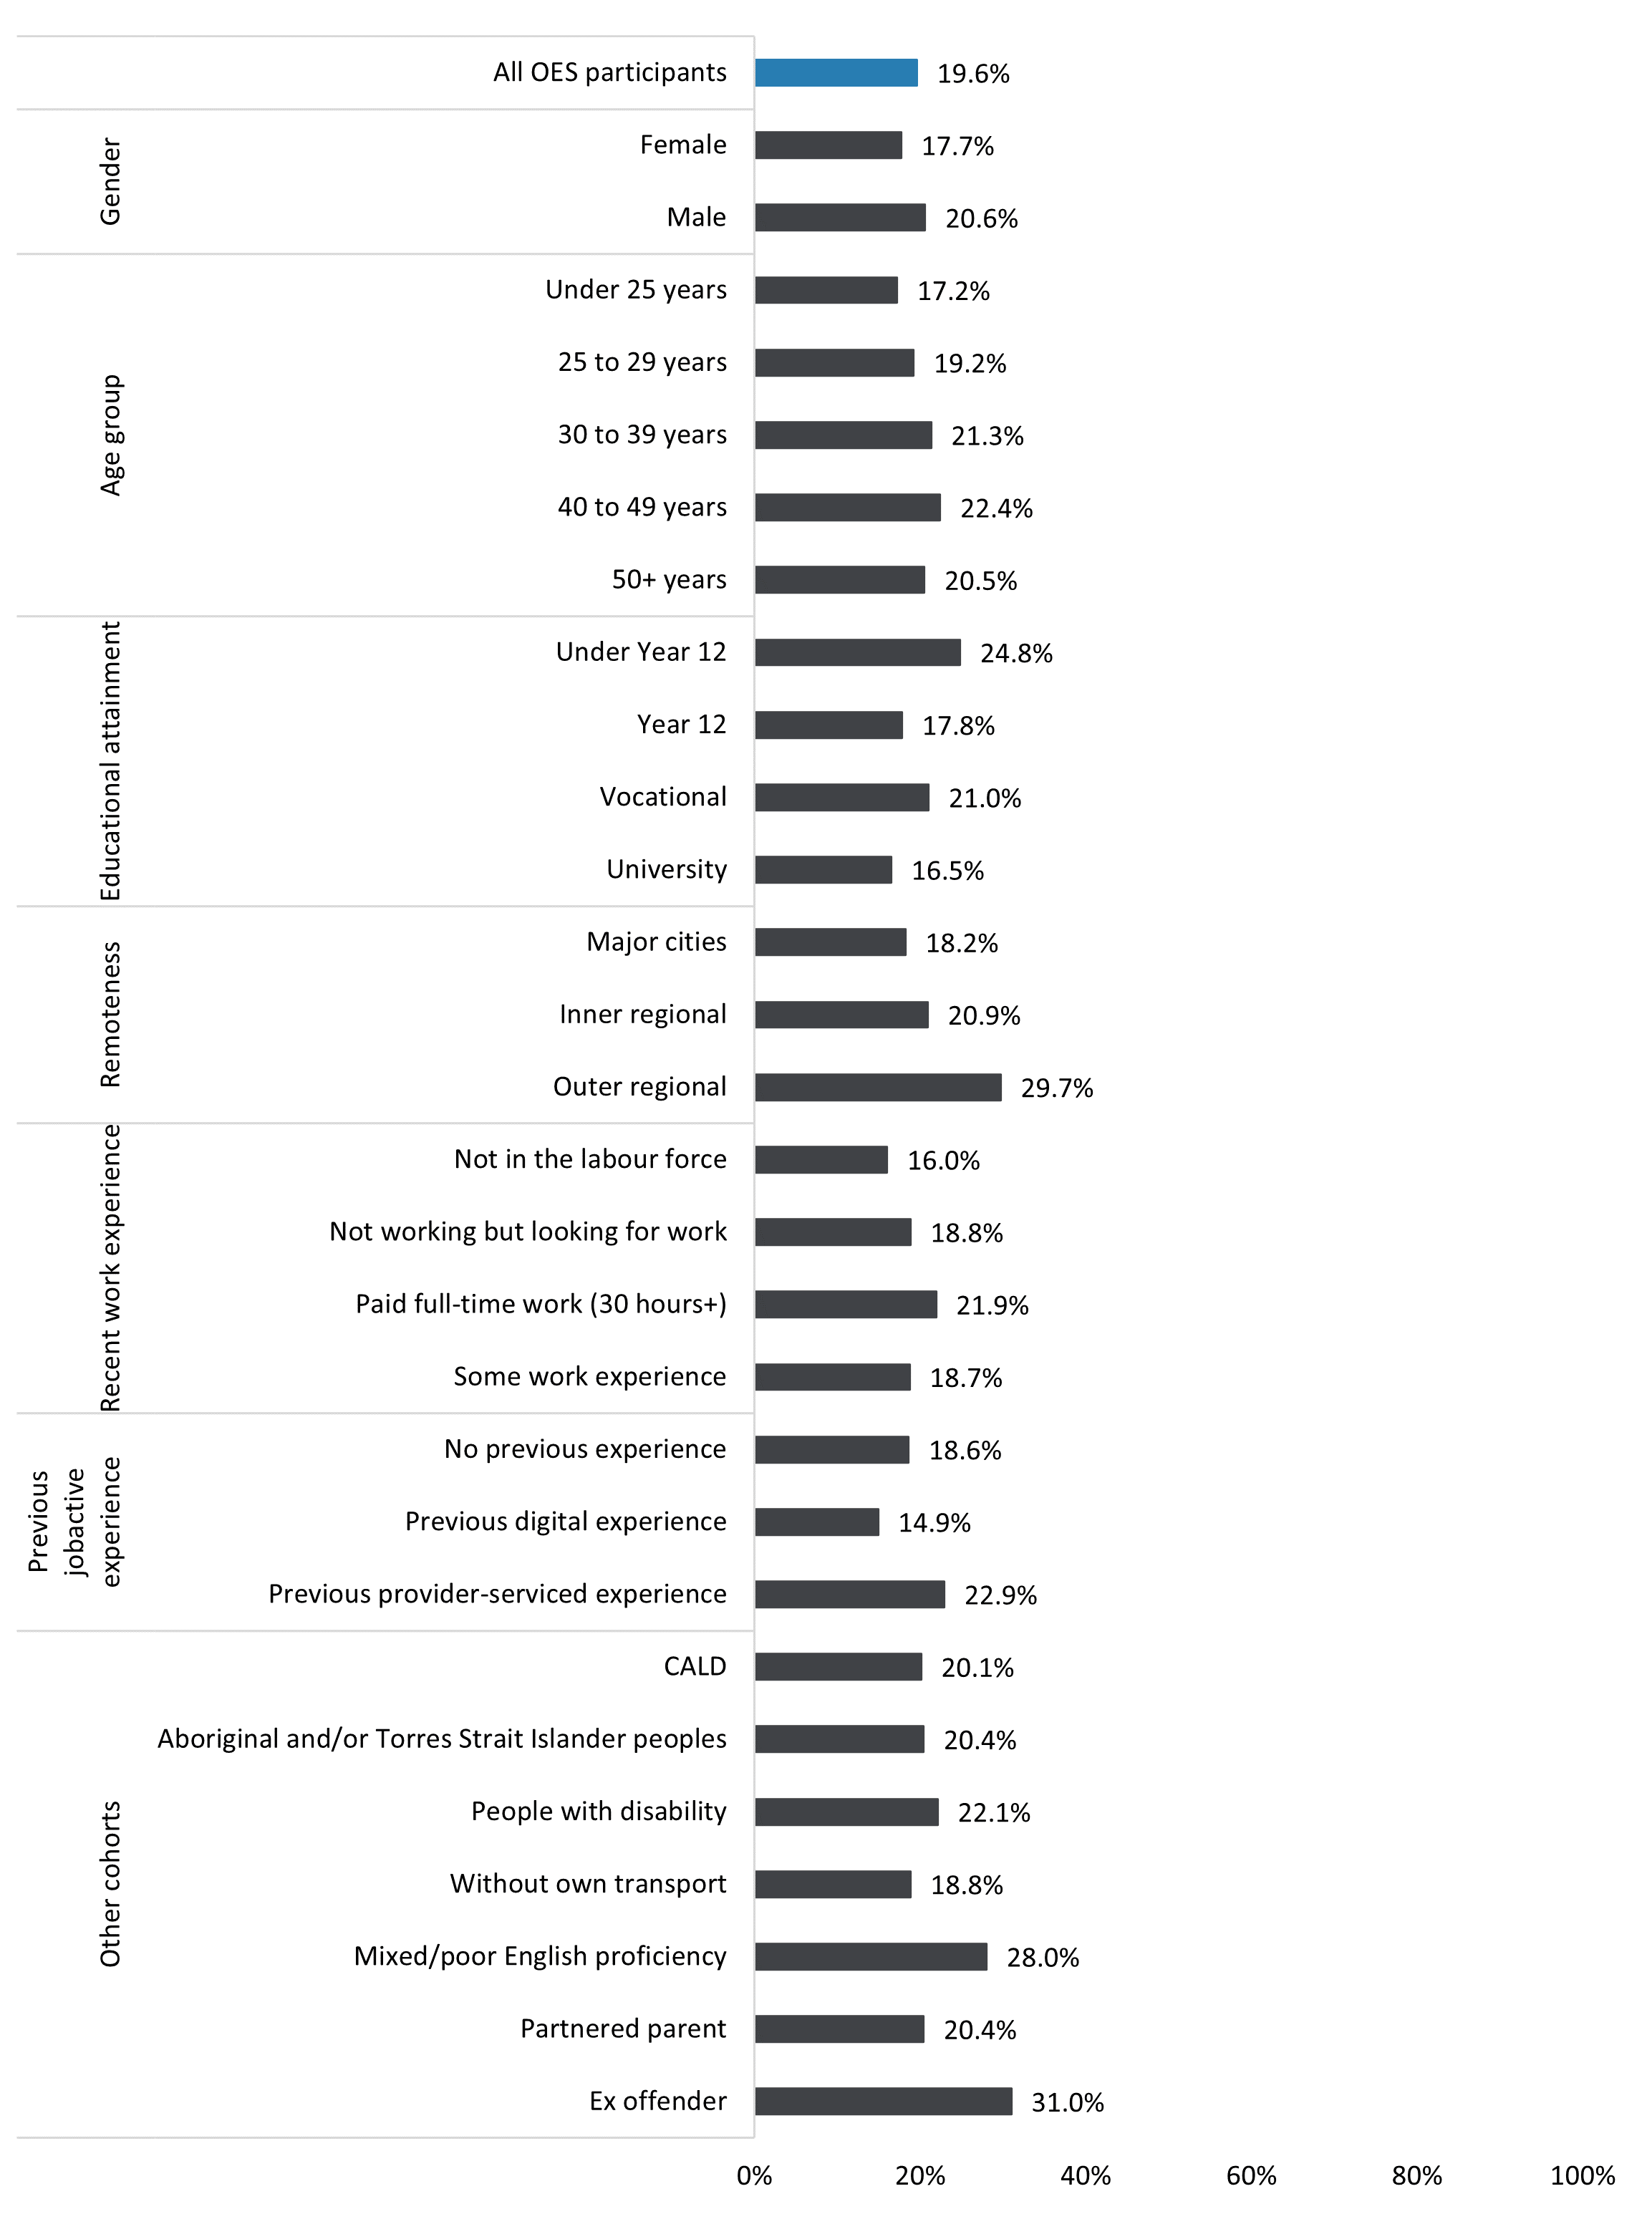 All OES participants 19.6%
Gender
Female 17.7%
Male 20.6%
Age group
Under 25 years 17.2%
25 to 29 years 19.2%
30 to 39 years 21.3%
40 to 49 years 22.4%
50+ years 20.5%
Educational attainment
Under Year 12 24.8%
Year 12 17.8%
Vocational 21.0%
University 16.5%
Remoteness
Major cities 18.2%
Inner regional 20.9%
Outer regional 29.7%
Recent work experience
Not in the labour force 16.0%
Not working but looking for work 18.8%
Paid full-time work (30 hours+) 21.9%
Some work experience 18.7%
Previous
jobactive
experience
No previous experience 18.6%
Previous digital experience 14.9%
Previous provider-serviced experience 22.9%
Other cohorts
CALD 20.1%
Aboriginal and/or Torres Strait Islander peoples 20.4%
People with disability 22.1%
Without own transport 18.8%
Mixed/poor English proficiency 28.0%
Partnered parent 20.4%
Ex offender 31.0%
0% 20% 40% 60% 80% 100%